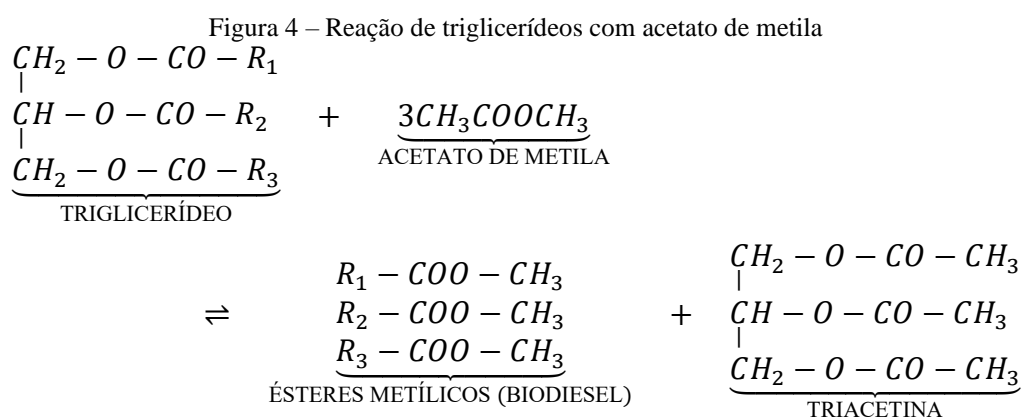 Figura 4 – Reação de triglicerídeos com acetato de metila
CH₂ − O − CO − R₁
|
CH − O − CO − R₂ + 3CH₃COOCH₃
|
CH₂ − O − CO − R₃
ACETATO DE METILA
TRIGLICERÍDEO
CH₂ − O − CO − CH₃
R₁ − COO − CH₃
|
⇌ R₂ − COO − CH₃ + CH − O − CO − CH₃
|
R₃ − COO − CH₃
CH₂ − O − CO − CH₃
ÉSTERES METÍLICOS (BIODIESEL)
TRIACETINA